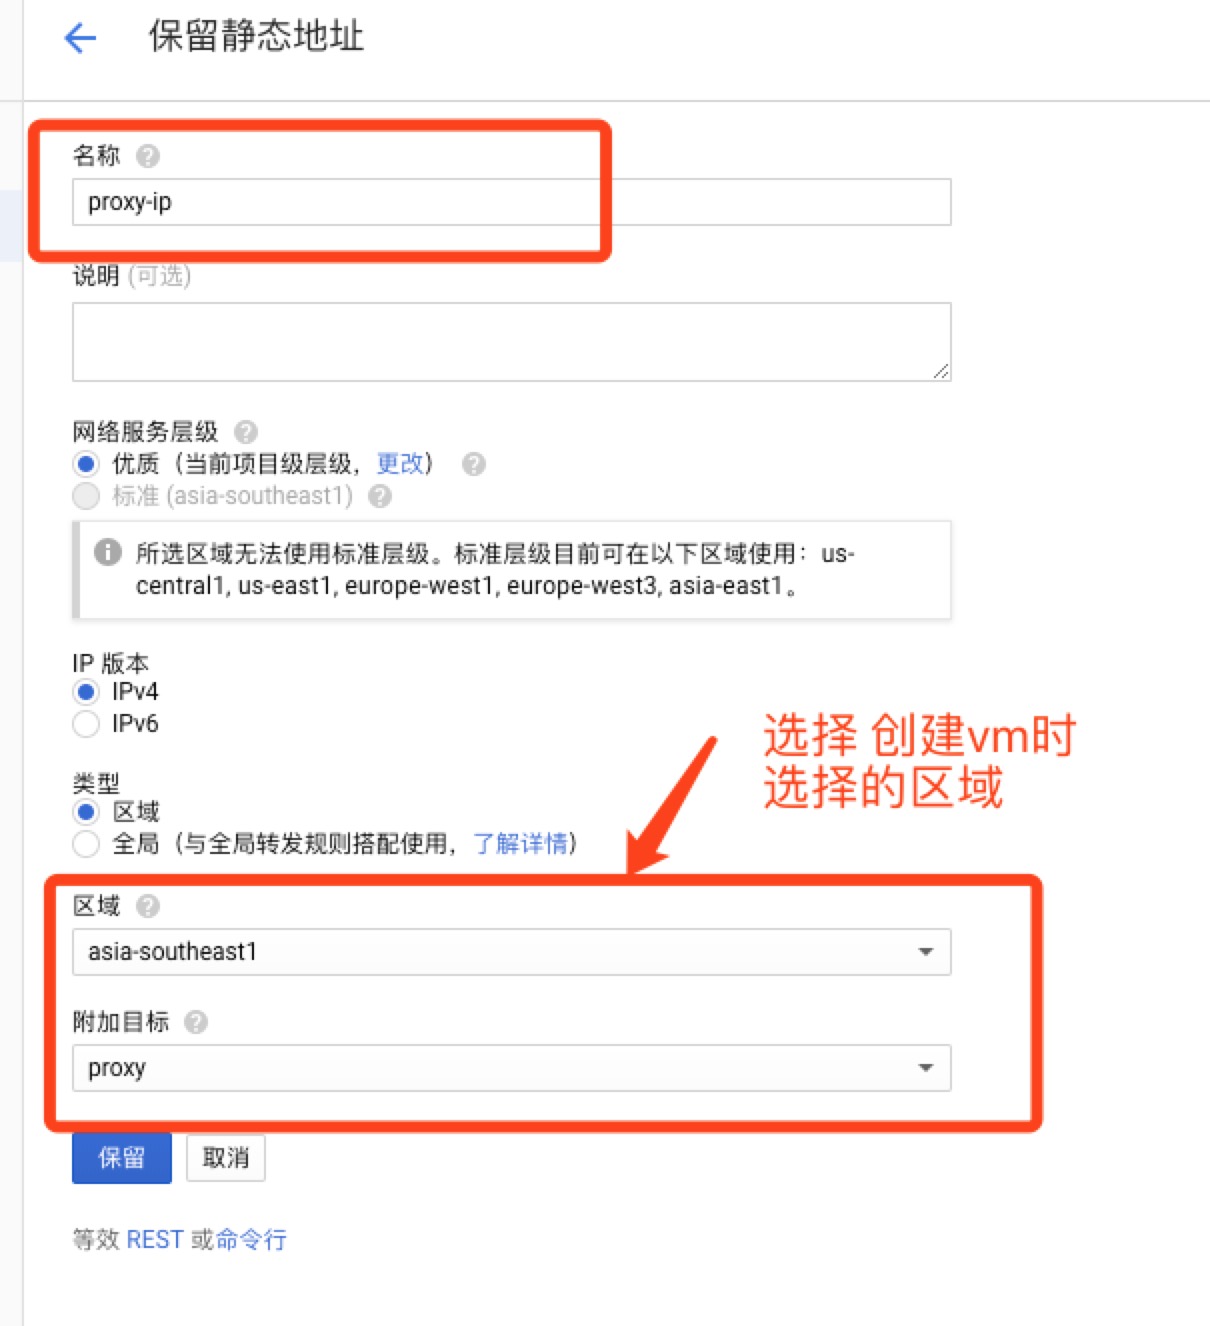 保留静态地址
名称
proxy-ip
说明 (可选)
网络服务层级
优质（当前项目级层级，更改）
标准 (asia-southeast1)
所选区域无法使用标准层级。标准层级目前可在以下区域使用：us-
central1, us-east1, europe-west1, europe-west3, asia-east1。
IP 版本
IPv4
IPv6
类型
区域
全局（与全局转发规则搭配使用，了解详情）
选择 创建vm时
选择的区域
区域
asia-southeast1
附加目标
proxy
保留
取消
等效 REST 或命令行